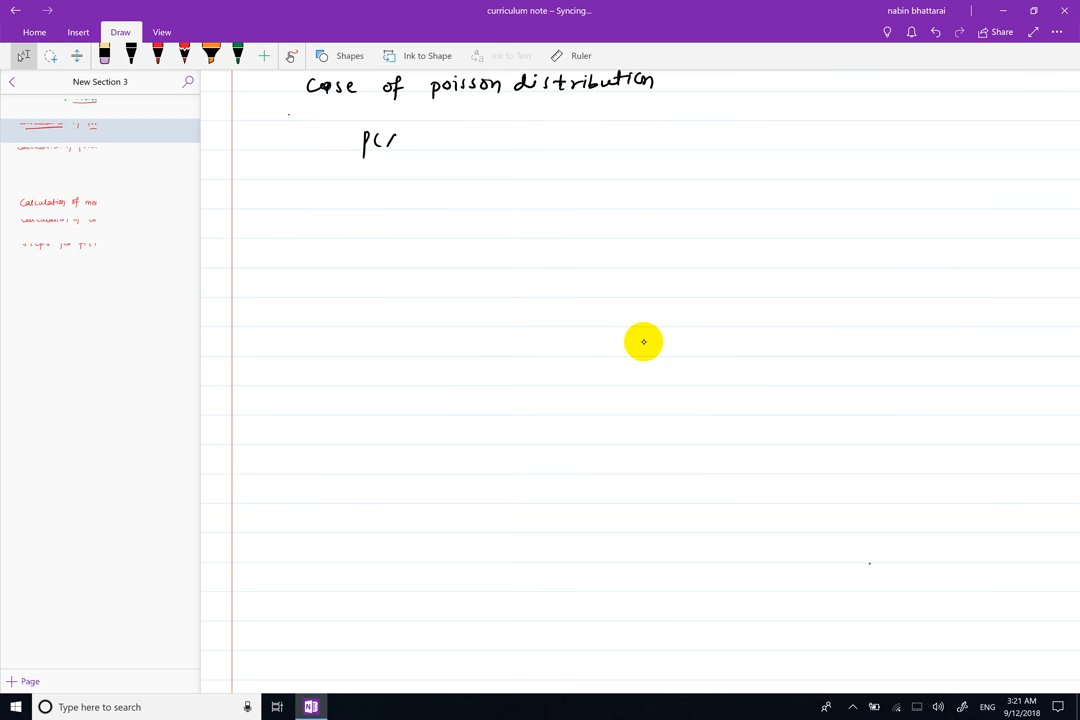 curriculum note – Syncing...
nabin bhattarai
Home Insert Draw View
Share
Shapes Ink to Shape Ink to Text Ruler
New Section 3
Case of poisson distribution
p(
Calculation of
Page
Type here to search
ENG
3:21 AM
9/12/2018